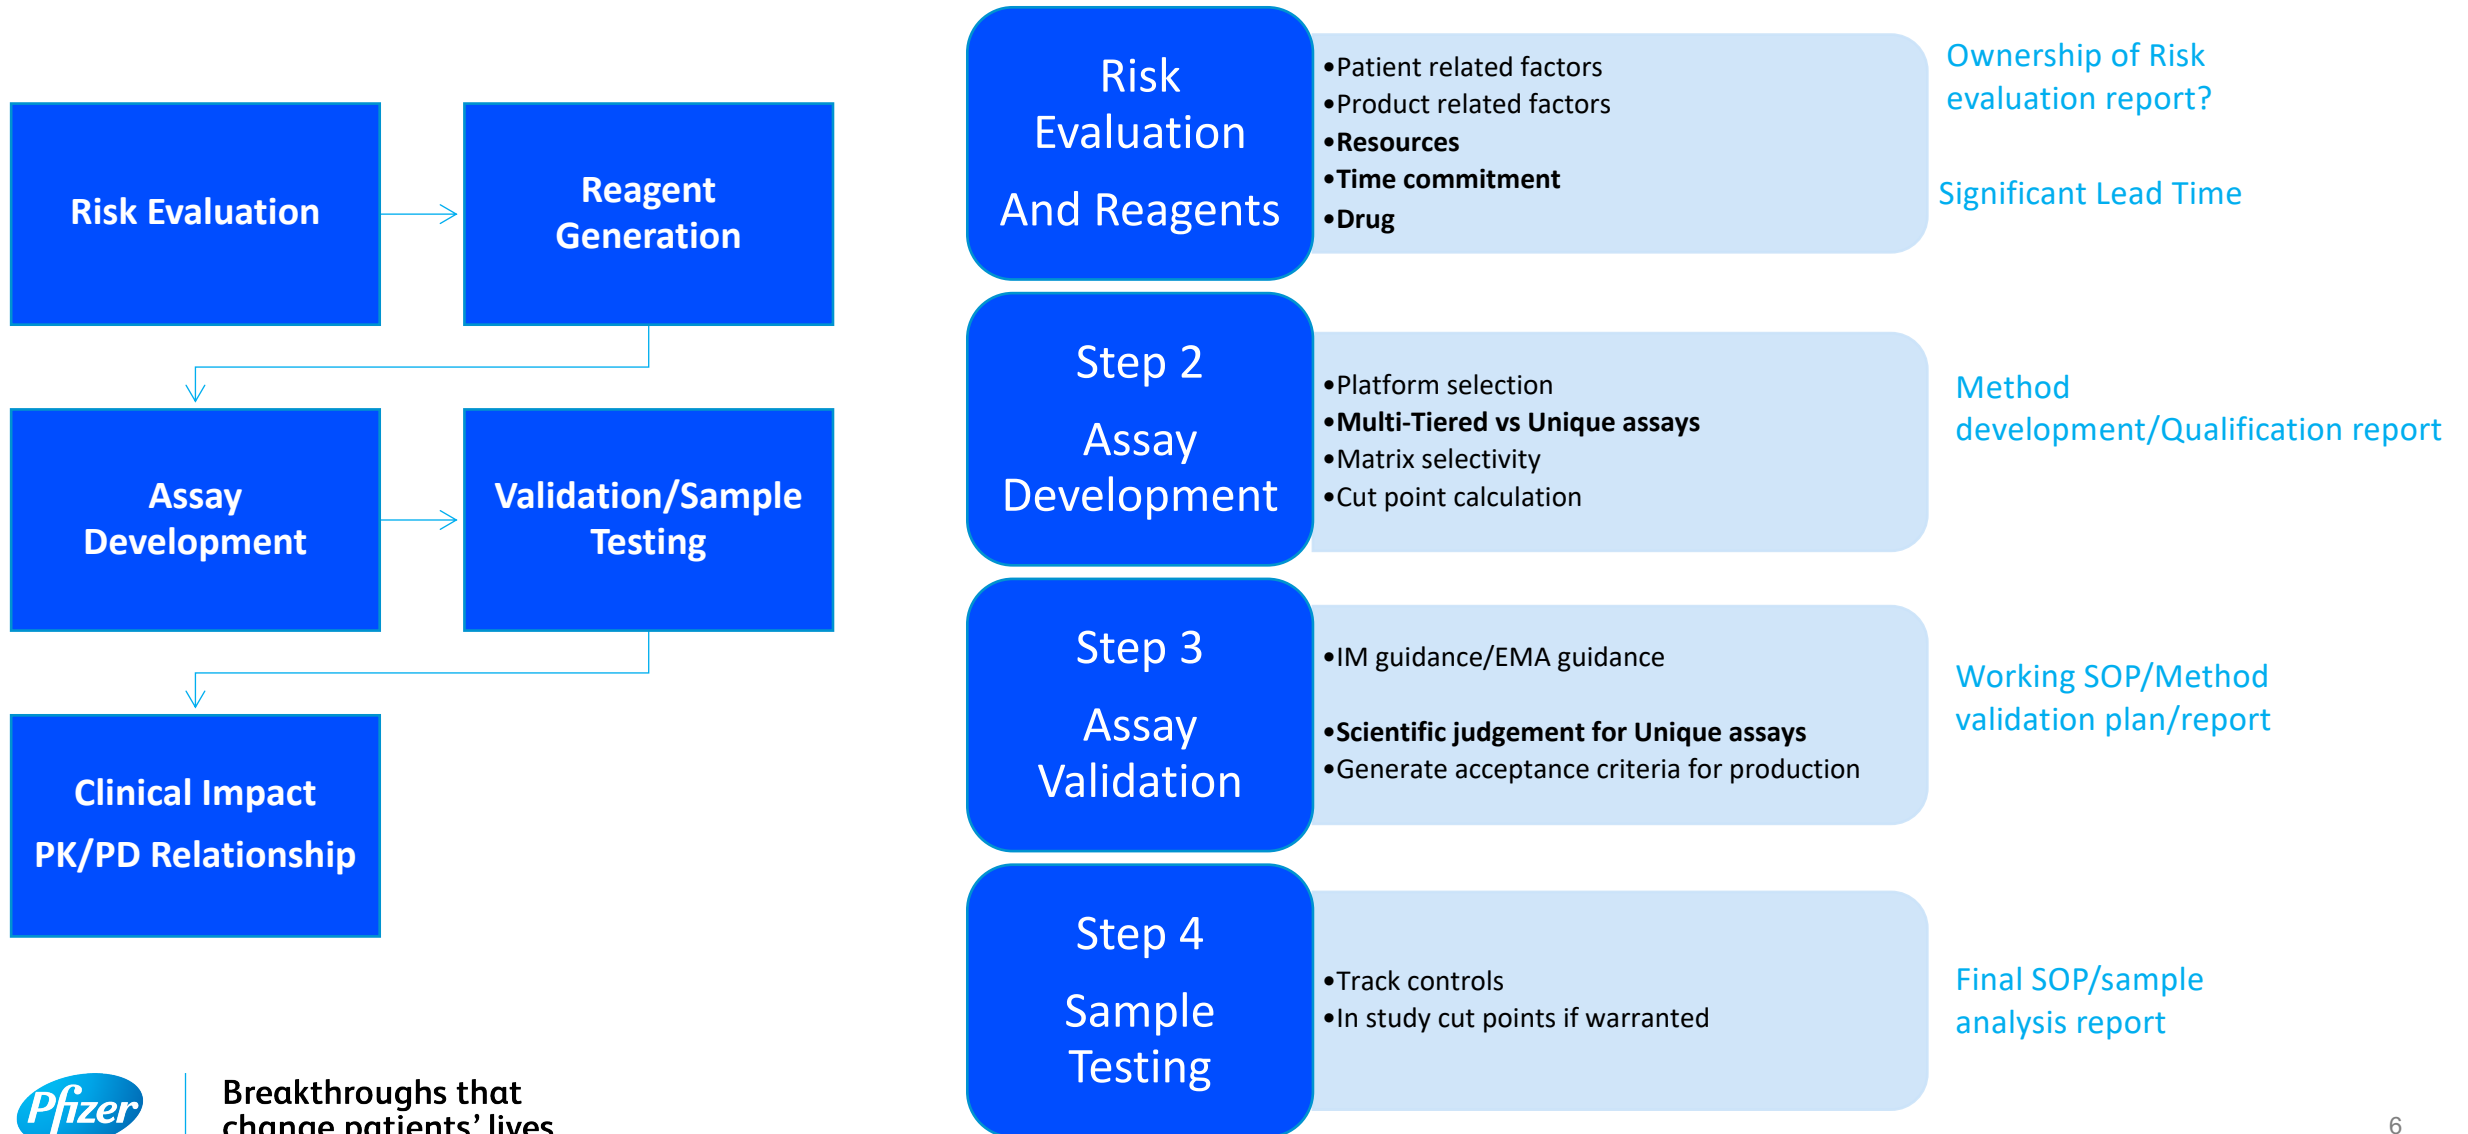 Risk Evaluation
Reagent
Generation
Assay
Development
Validation/Sample
Testing
Clinical Impact
PK/PD Relationship
Risk
Evaluation
And Reagents
•Patient related factors
•Product related factors
•Resources
•Time commitment
•Drug
Ownership of Risk
evaluation report?
Significant Lead Time
Step 2
Assay
Development
•Platform selection
•Multi-Tiered vs Unique assays
•Matrix selectivity
•Cut point calculation
Method
development/Qualification report
Step 3
Assay
Validation
•IM guidance/EMA guidance
•Scientific judgement for Unique assays
•Generate acceptance criteria for production
Working SOP/Method
validation plan/report
Step 4
Sample
Testing
•Track controls
•In study cut points if warranted
Final SOP/sample
analysis report
Pfizer
Breakthroughs that
change patients’ lives
6